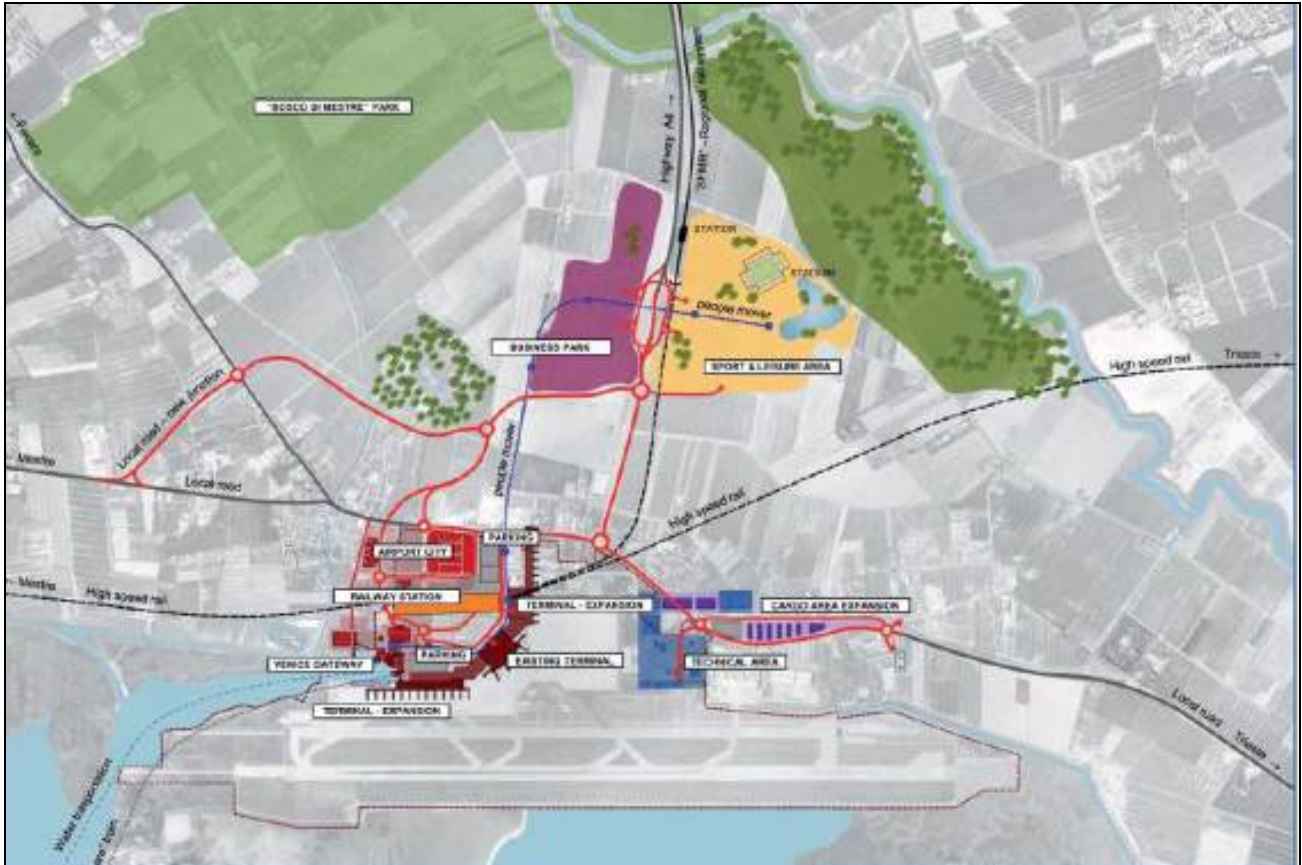 "BOSCO DI MESTRE" PARK
Highway A4 →
STATION
STADIUM
people mover
BUSINESS PARK
SPORT & LEISURE AREA
High speed rail
Trieste →
Local road - new junction
← Mestre
Local road
people mover
High speed rail
PARKING
AIRPORT CITY
← Mestre
High speed rail
RAILWAY STATION
TERMINAL - EXPANSION
CARGO AREA EXPANSION
VENICE GATEWAY
PARKING
EXISTING TERMINAL
TECHNICAL AREA
TERMINAL - EXPANSION
Local road
Trieste →
Water transportation